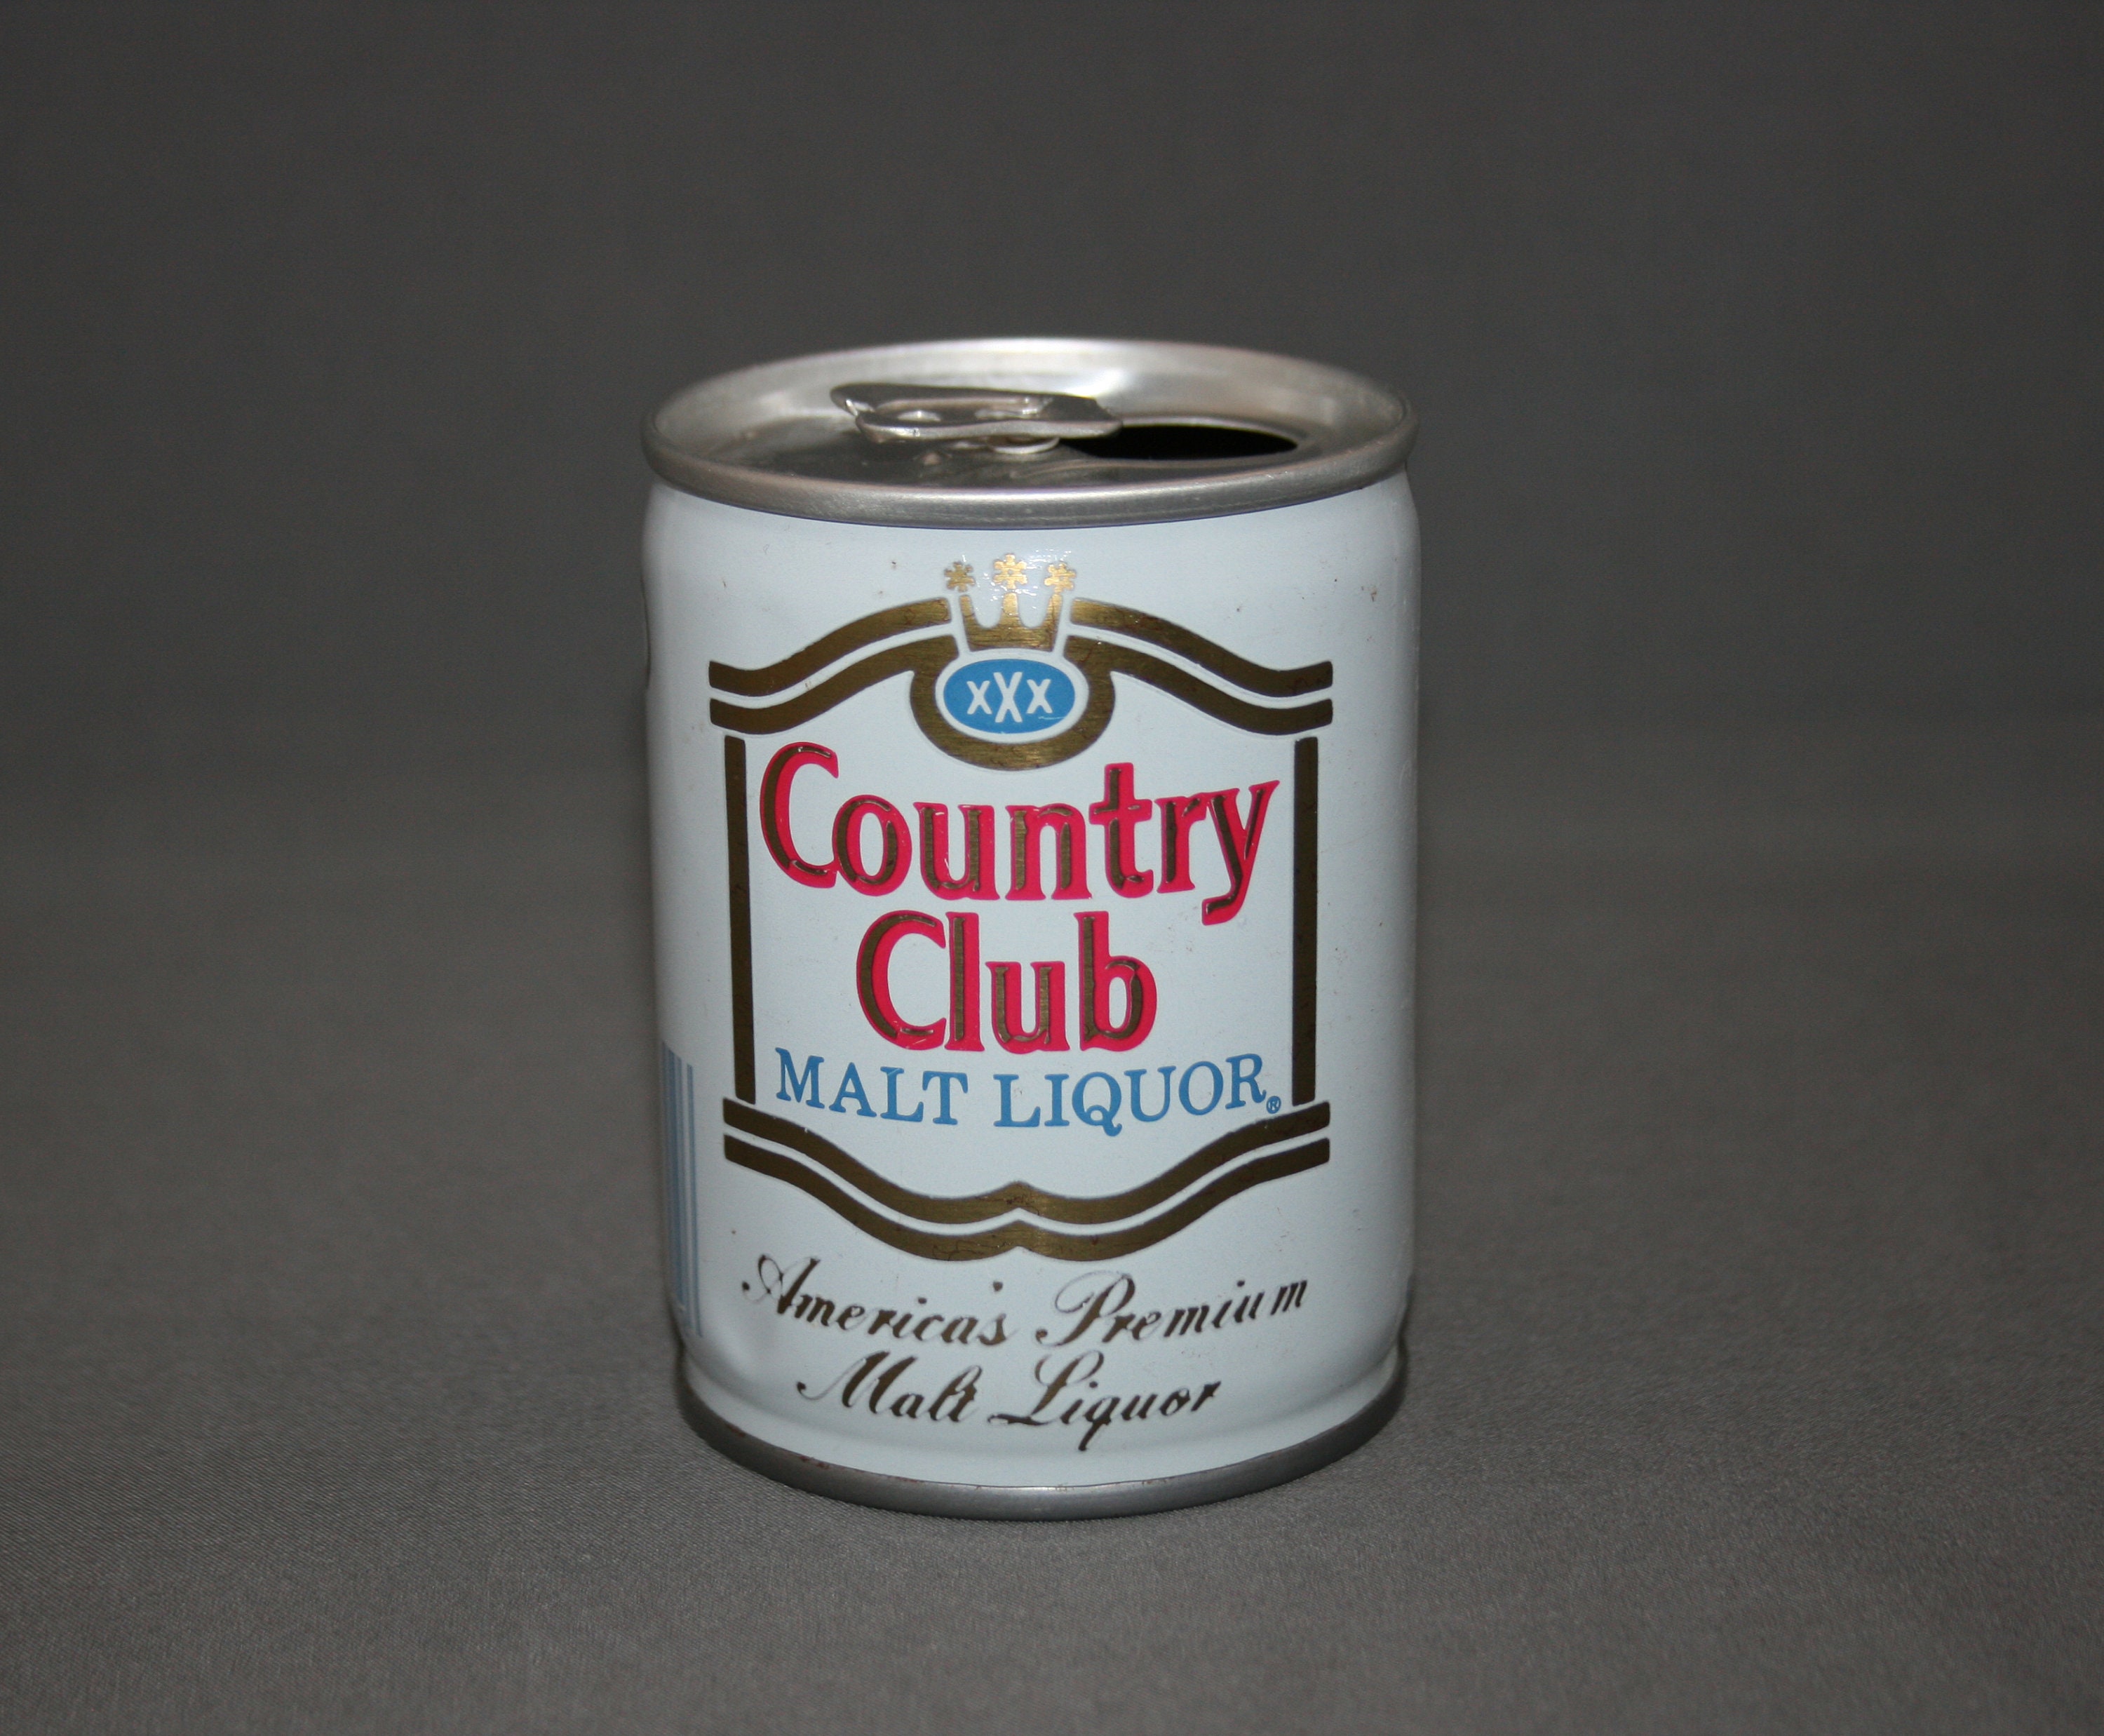 xXx
Country
Club
MALT LIQUOR®
America's Premium
Malt Liquor